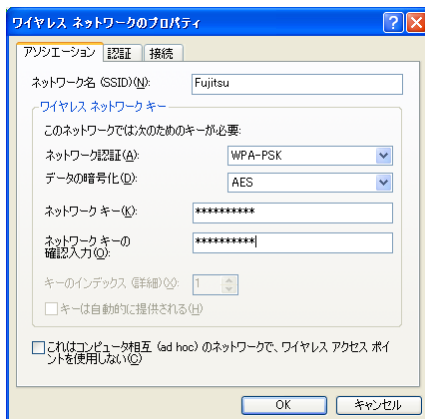 ワイヤレス ネットワークのプロパティ
アソシエーション 認証 接続
ネットワーク名 (SSID)(N): Fujitsu
ワイヤレス ネットワーク キー
このネットワークでは次のためのキーが必要:
ネットワーク認証(A): WPA-PSK
データの暗号化(D): AES
ネットワーク キー(K): **********
ネットワーク キーの
確認入力(O): **********
キーのインデックス (詳細)(X): 1
キーは自動的に提供される(H)
これはコンピュータ相互 (ad hoc) のネットワークで、ワイヤレス アクセス ポイ
ントを使用しない(C)
OK キャンセル